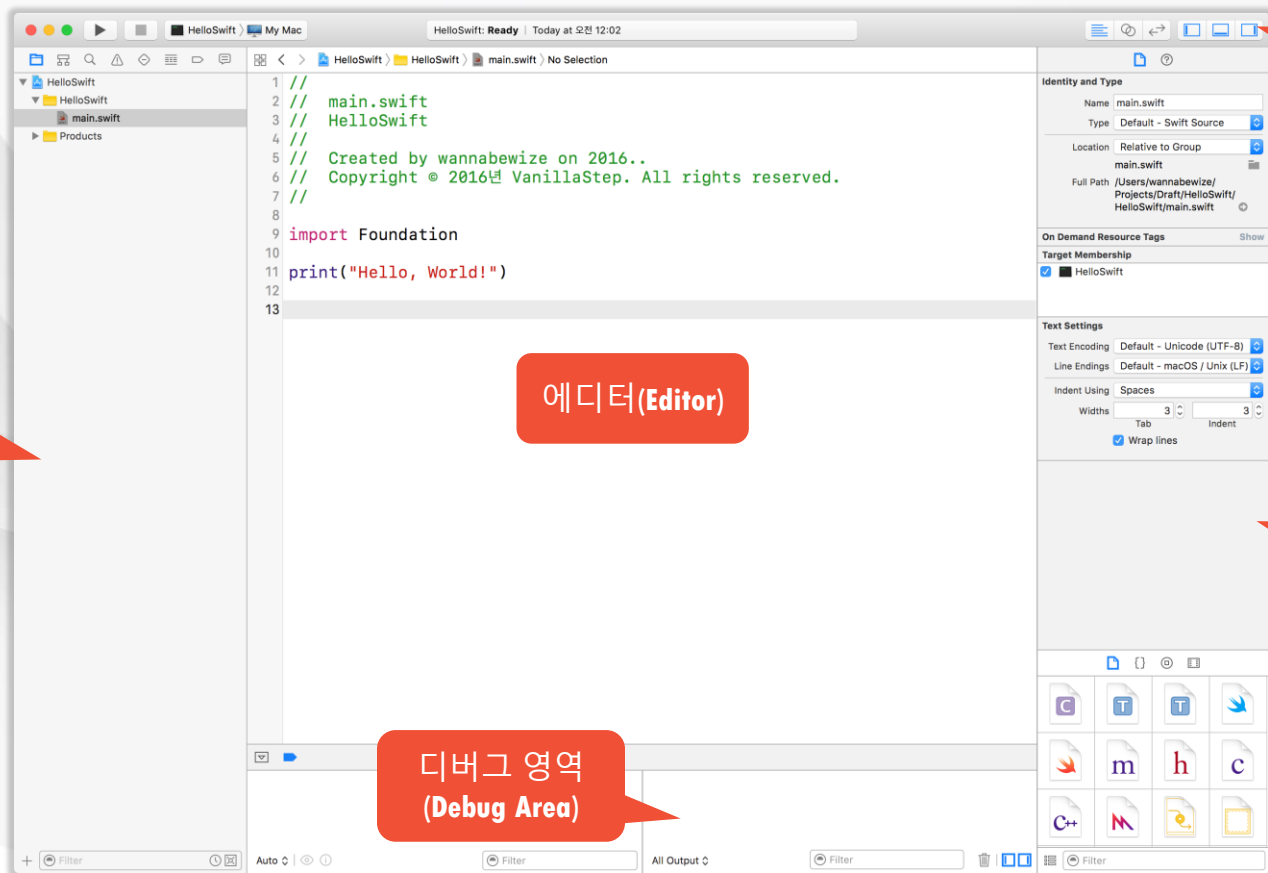 HelloSwift 〉 My Mac
HelloSwift: Ready | Today at 오전 12:02
HelloSwift
HelloSwift
main.swift
Products
HelloSwift 〉 HelloSwift 〉 main.swift 〉 No Selection
1 //
2 //  main.swift
3 //  HelloSwift
4 //
5 //  Created by wannabewize on 2016..
6 //  Copyright © 2016년 VanillaStep. All rights reserved.
7 //
8
9 import Foundation
10
11 print("Hello, World!")
12
13
에디터(Editor)
디버그 영역
(Debug Area)
Identity and Type
Name main.swift
Type Default - Swift Source
Location Relative to Group
main.swift
Full Path /Users/wannabewize/
Projects/Draft/HelloSwift/
HelloSwift/main.swift
On Demand Resource Tags Show
Target Membership
HelloSwift
Text Settings
Text Encoding Default - Unicode (UTF-8)
Line Endings Default - macOS / Unix (LF)
Indent Using Spaces
Widths 3 3
Tab Indent
Wrap lines
{}
C T T
m h c
C++
Filter
Auto
Filter
All Output
Filter
Filter